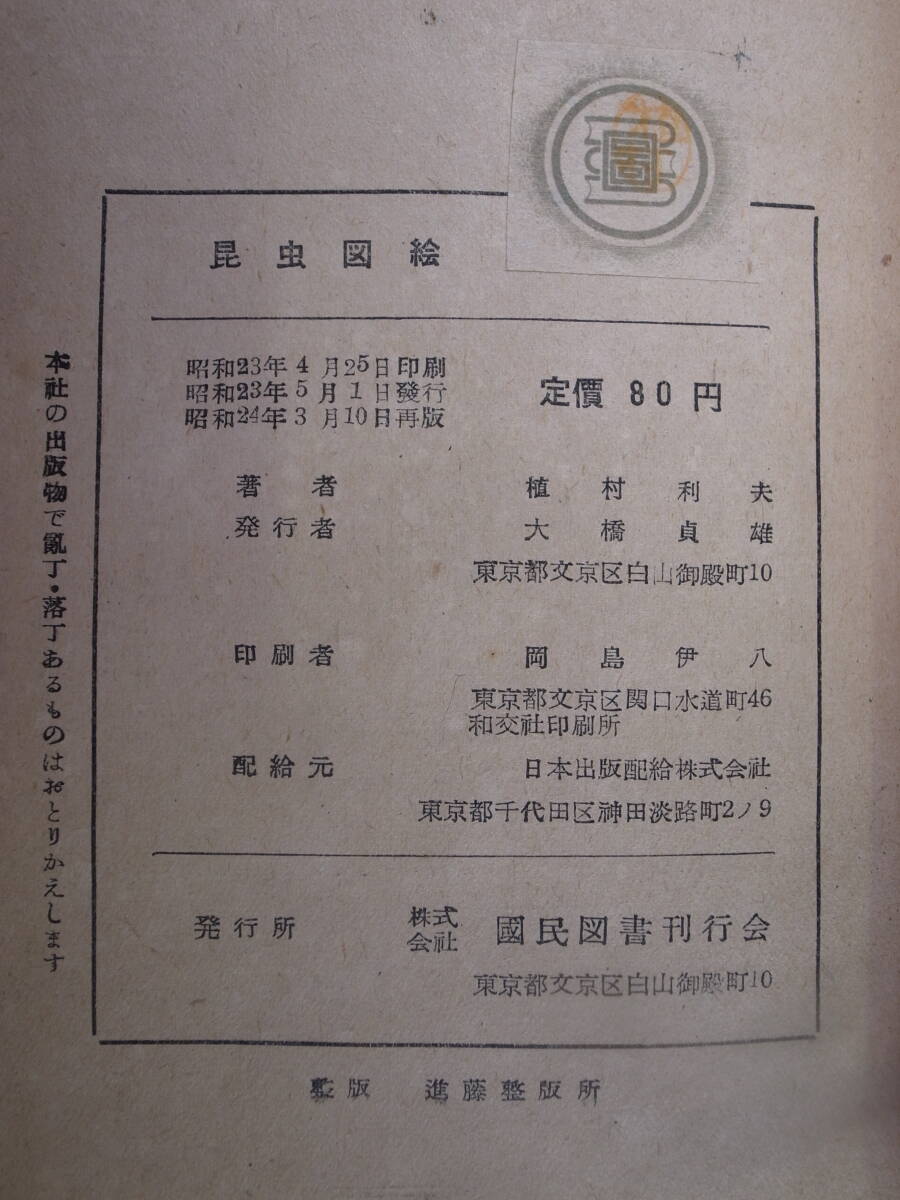 圖
昆虫図絵
昭和23年4月25日印刷
昭和23年5月1日發行
昭和24年3月10日再版
定價 80円
著者 植村利夫
発行者 大橋貞雄
東京都文京区白山御殿町10
印刷者 岡島伊八
東京都文京区関口水道町46
和交社印刷所
配給元 日本出版配給株式会社
東京都千代田区神田淡路町2ノ9
発行所 株式会社 國民図書刊行会
東京都文京区白山御殿町10
整版 進藤整版所
本社の出版物で亂丁・落丁あるものはおとりかえします